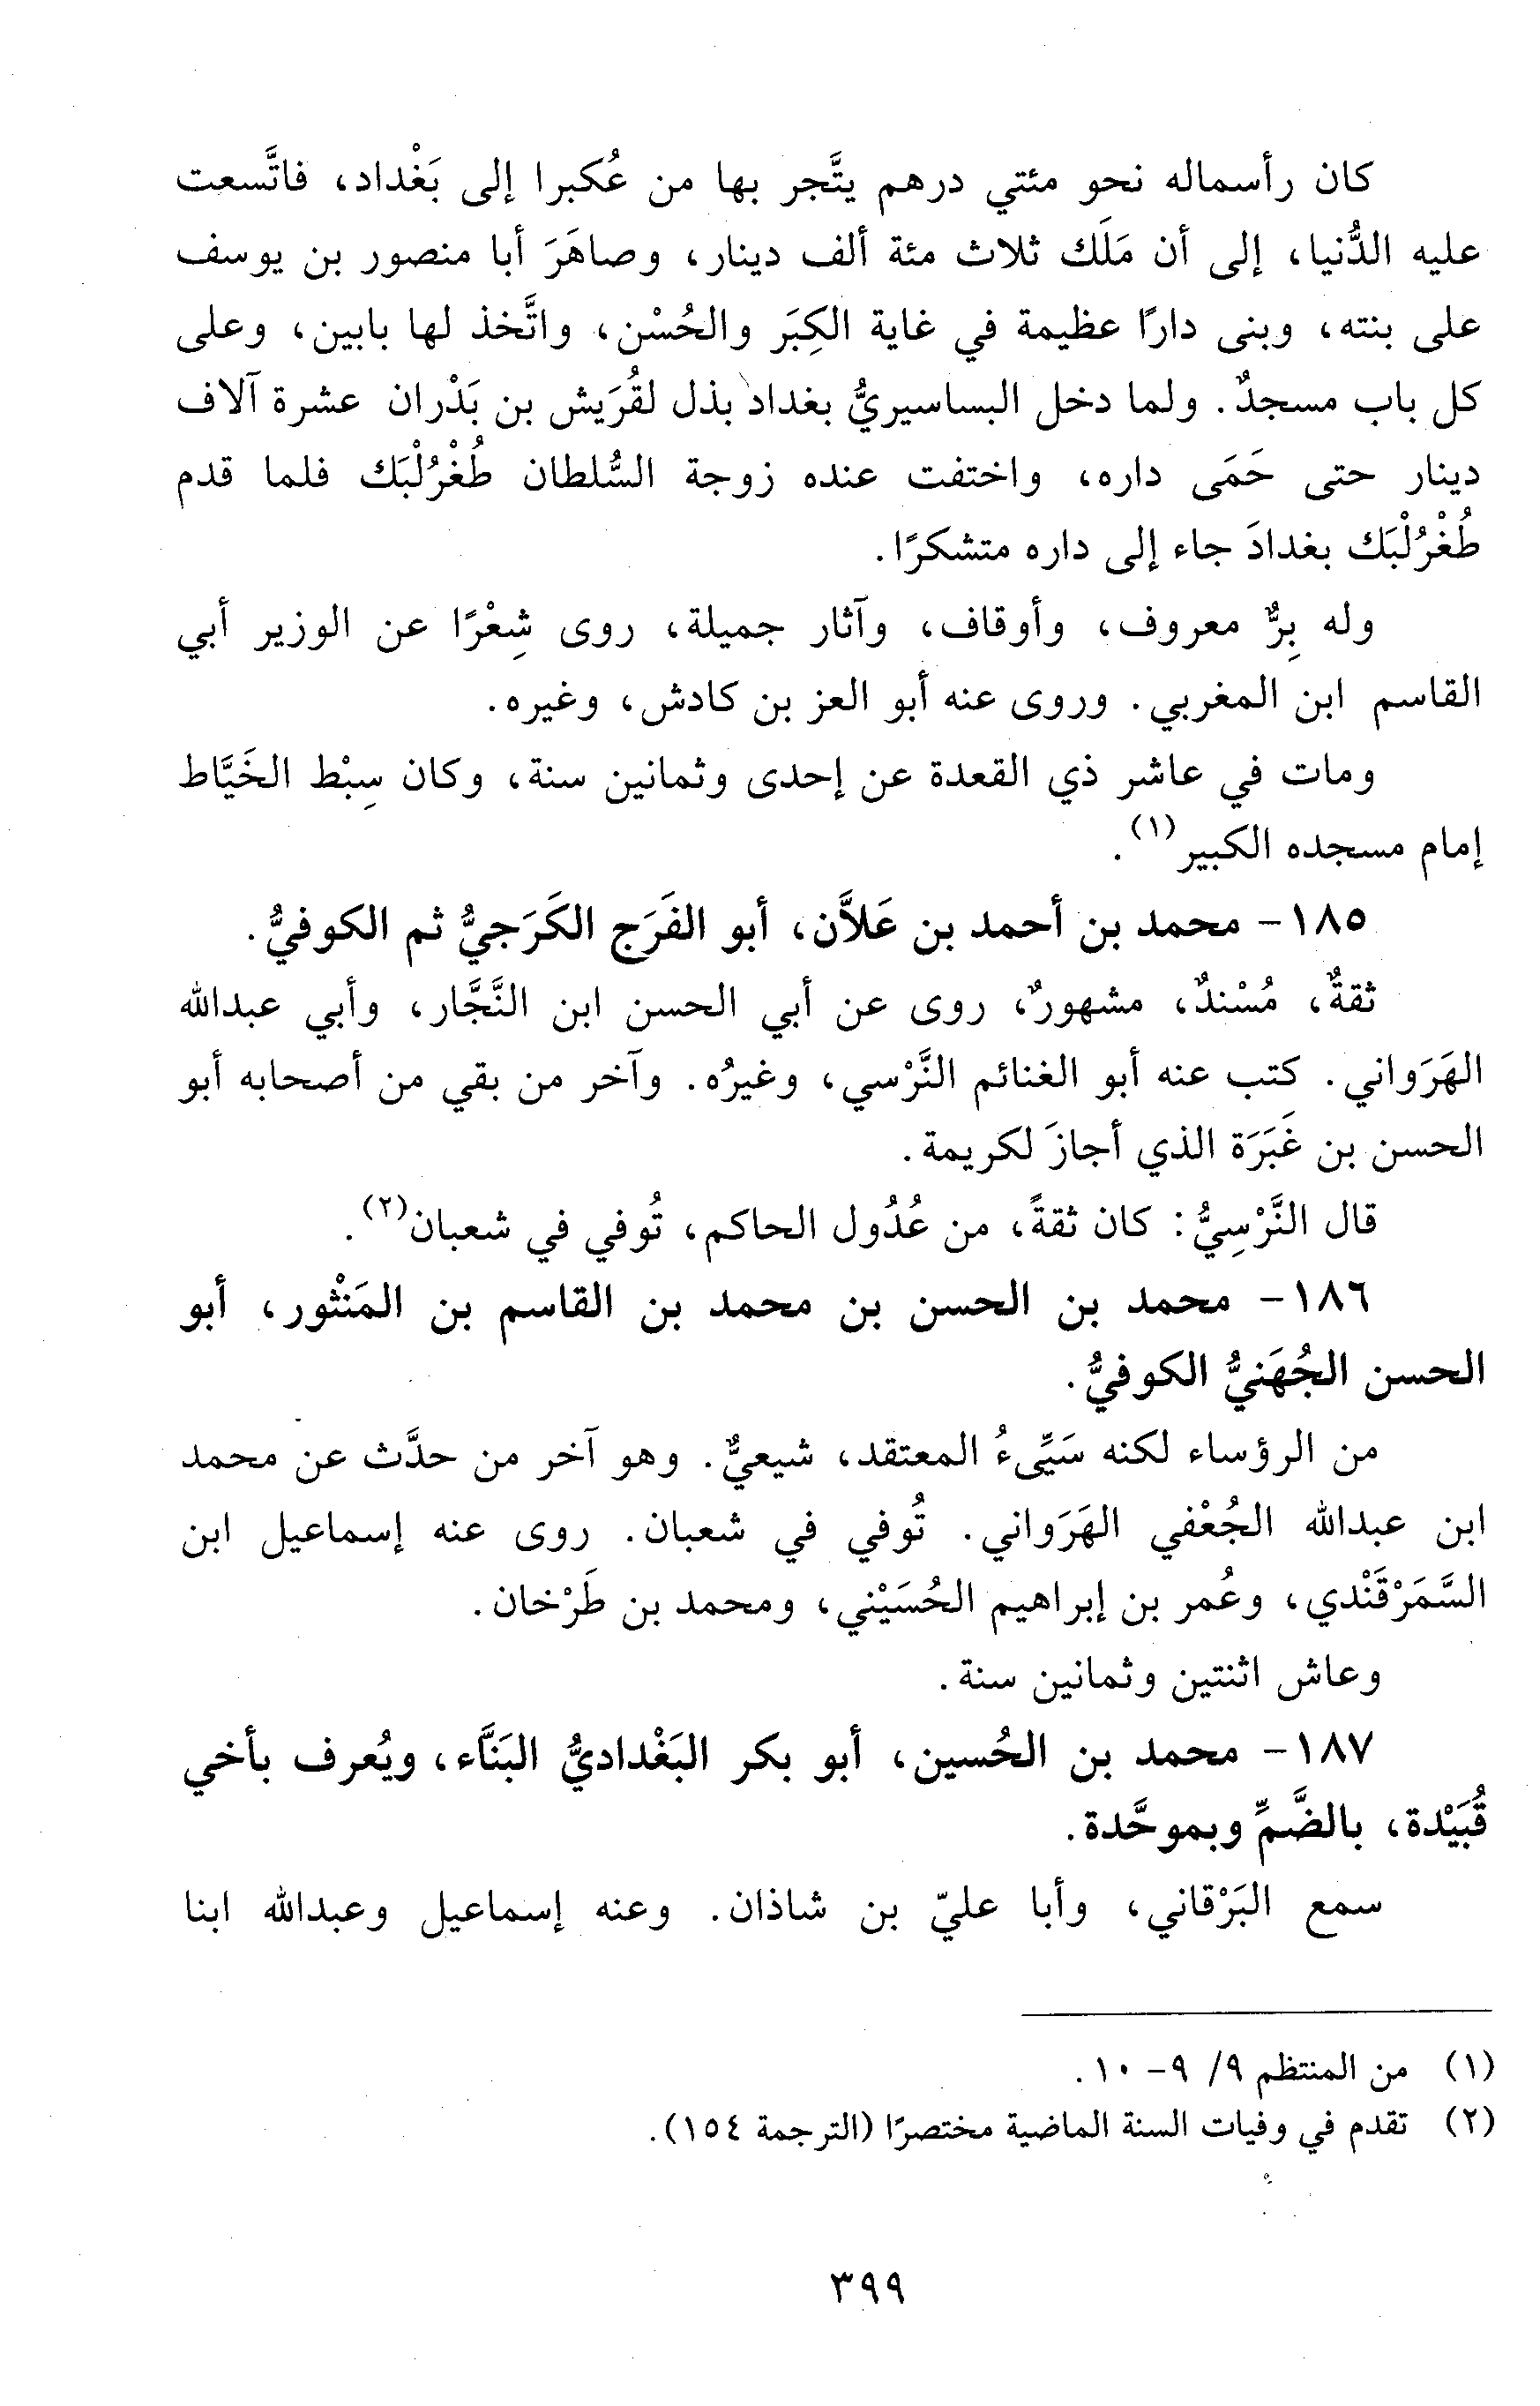 كان رأسماله نحو مئتي درهم يتَّجر بها من عُكبرا إلى بَغْداد، فاتَّسعت
عليه الدُّنيا، إلى أن مَلَك ثلاث مئة ألف دينار، وصاهَرَ أبا منصور بن يوسف
على بنته، وبنى دارًا عظيمة في غاية الكِبَر والحُسْن، واتَّخذ لها بابين، وعلى
كل باب مسجدٌ. ولما دخل البساسيريُّ بغداد بذل لقُرَيش بن بَدْران عشرة آلاف
دينار حتى حَمَى داره، واختفت عنده زوجة السُّلطان طُغْرُلْبَك فلما قدم
طُغْرُلْبَك بغدادَ جاء إلى داره متشكرًا.
وله بِرٌّ معروف، وأوقاف، وآثار جميلة، روى شِعْرًا عن الوزير أبي
القاسم ابن المغربي. وروى عنه أبو العز بن كادش، وغيره.
ومات في عاشر ذي القعدة عن إحدى وثمانين سنة، وكان سِبْط الخَيَّاط
إمام مسجده الكبير(١).
١٨٥- محمد بن أحمد بن عَلاَّن، أبو الفَرَج الكَرَجيُّ ثم الكوفيُّ.
ثقةٌ، مُسْندٌ، مشهورٌ، روى عن أبي الحسن ابن النَّجَّار، وأبي عبدالله
الهَرَواني. كتب عنه أبو الغنائم النَّرْسي، وغيرُه. وآخر من بقي من أصحابه أبو
الحسن بن غَبَرَة الذي أجازَ لكريمة.
قال النَّرْسِيُّ: كان ثقةً، من عُدُول الحاكم، تُوفي في شعبان(٢).
١٨٦- محمد بن الحسن بن محمد بن القاسم بن المَنْثور، أبو
الحسن الجُهَنيُّ الكوفيُّ.
من الرؤساء لكنه سَيِّىءُ المعتقد، شيعيٌّ. وهو آخر من حدَّث عن محمد
ابن عبدالله الجُعْفي الهَرَواني. تُوفي في شعبان. روى عنه إسماعيل ابن
السَّمَرْقَنْدي، وعُمر بن إبراهيم الحُسَيْني، ومحمد بن طَرْخان.
وعاش اثنتين وثمانين سنة.
١٨٧- محمد بن الحُسين، أبو بكر البَغْداديُّ البَنَّاء، ويُعرف بأخي
قُبَيْدة، بالضَّمِّ وبموحَّدة.
سمع البَرْقاني، وأبا عليّ بن شاذان. وعنه إسماعيل وعبدالله ابنا
(١) من المنتظم ٩/ ٩- ١٠.
(٢) تقدم في وفيات السنة الماضية مختصرًا (الترجمة ١٥٤).
٣٩٩